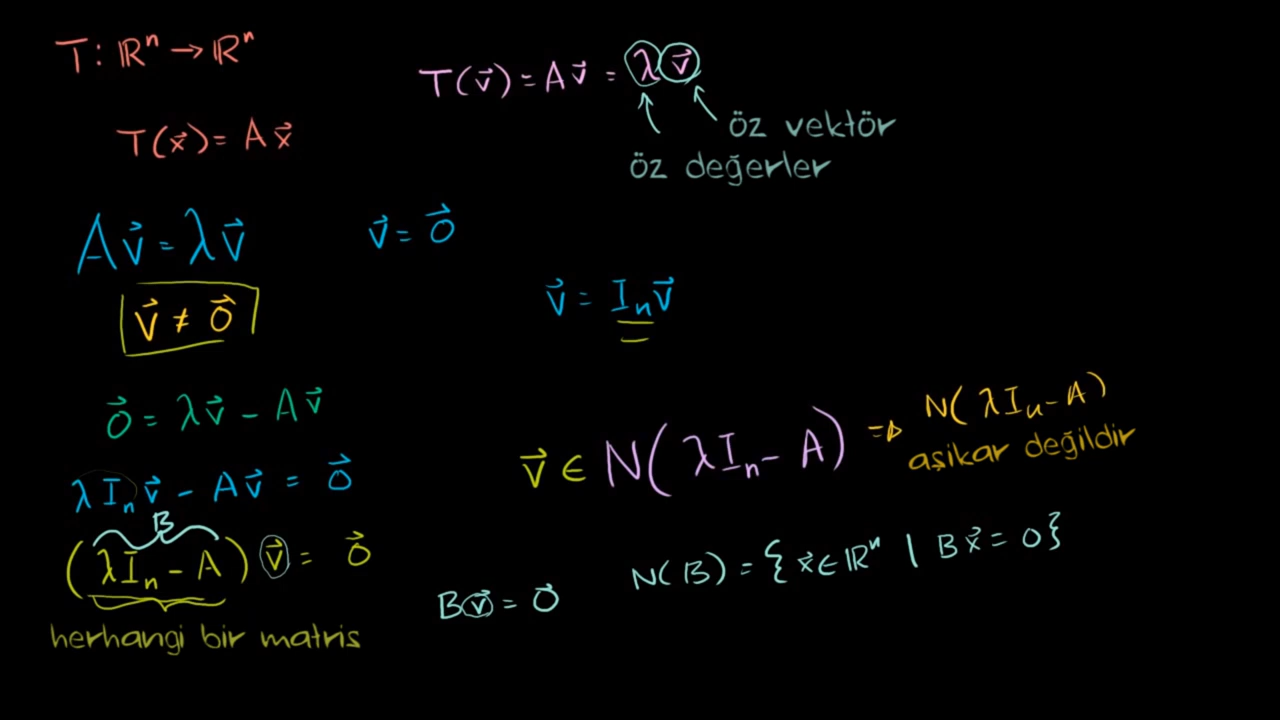 T: ℝⁿ → ℝⁿ
T(v⃗) = Av⃗ = λv⃗
öz vektör
öz değerler
T(x⃗) = Ax⃗
Av⃗ = λv⃗
v⃗ = 0⃗
v⃗ ≠ 0⃗
v⃗ = Iₙv⃗
0⃗ = λv⃗ - Av⃗
v⃗ ∈ N(λIₙ - A) ⇒ N(λIₙ - A)
aşikar değildir
λIₙv⃗ - Av⃗ = 0⃗
B
(λIₙ - A)v⃗ = 0⃗
herhangi bir matris
Bv⃗ = 0⃗
N(B) = {x⃗ ∈ ℝⁿ | Bx⃗ = 0}